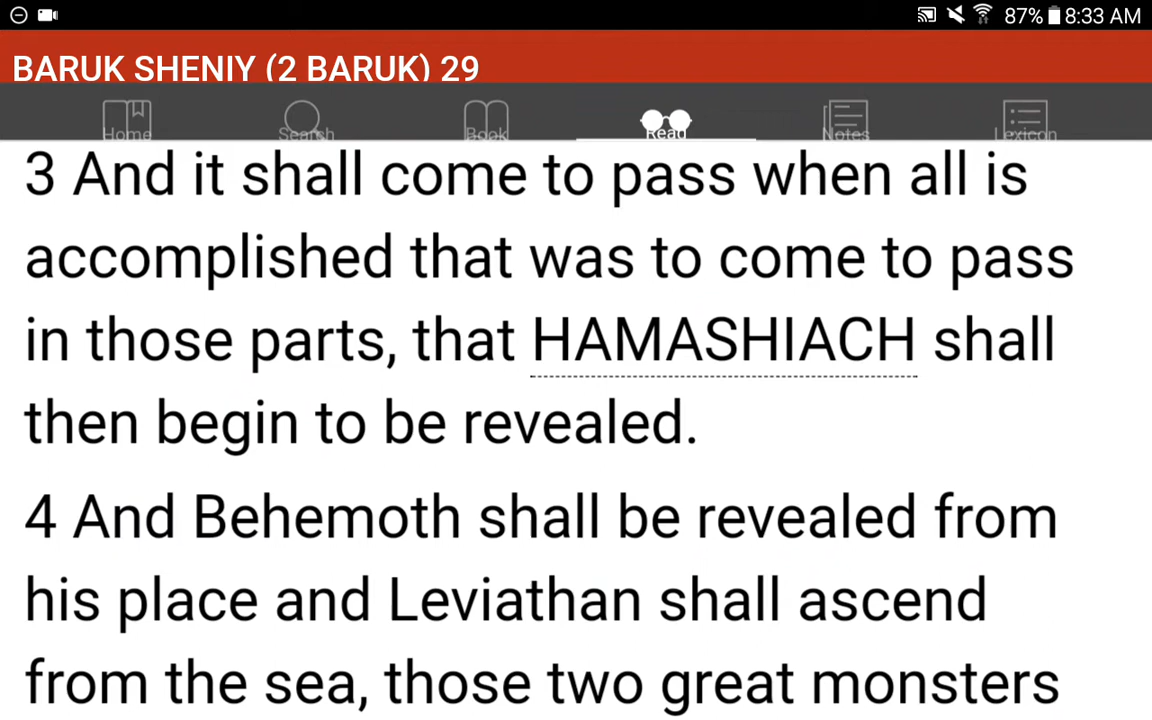 87% 8:33 AM
BARUK SHENIY (2 BARUK) 29
Home Search Book Read Notes Lexicon
3 And it shall come to pass when all is
accomplished that was to come to pass
in those parts, that HAMASHIACH shall
then begin to be revealed.
4 And Behemoth shall be revealed from
his place and Leviathan shall ascend
from the sea, those two great monsters